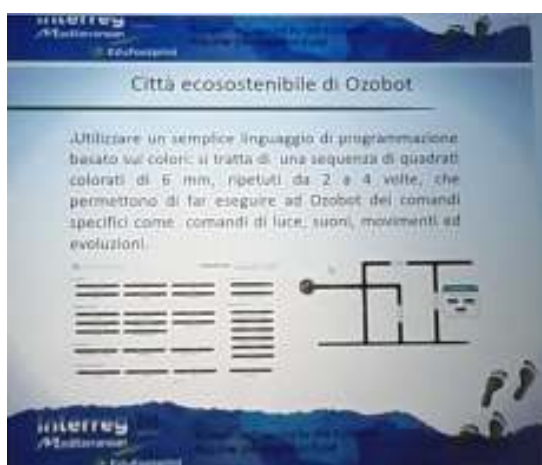 Interreg
Mediterranean
EduFootprint
Città ecosostenibile di Ozobot
Utilizzare un semplice linguaggio di programmazione
basato sui colori: si tratta di una sequenza di quadrati
colorati di 6 mm, ripetuti da 2 a 4 volte, che
permettono di far eseguire ad Ozobot dei comandi
specifici come comandi di luce, suoni, movimenti ed
evoluzioni.
Interreg
Mediterranean
EduFootprint